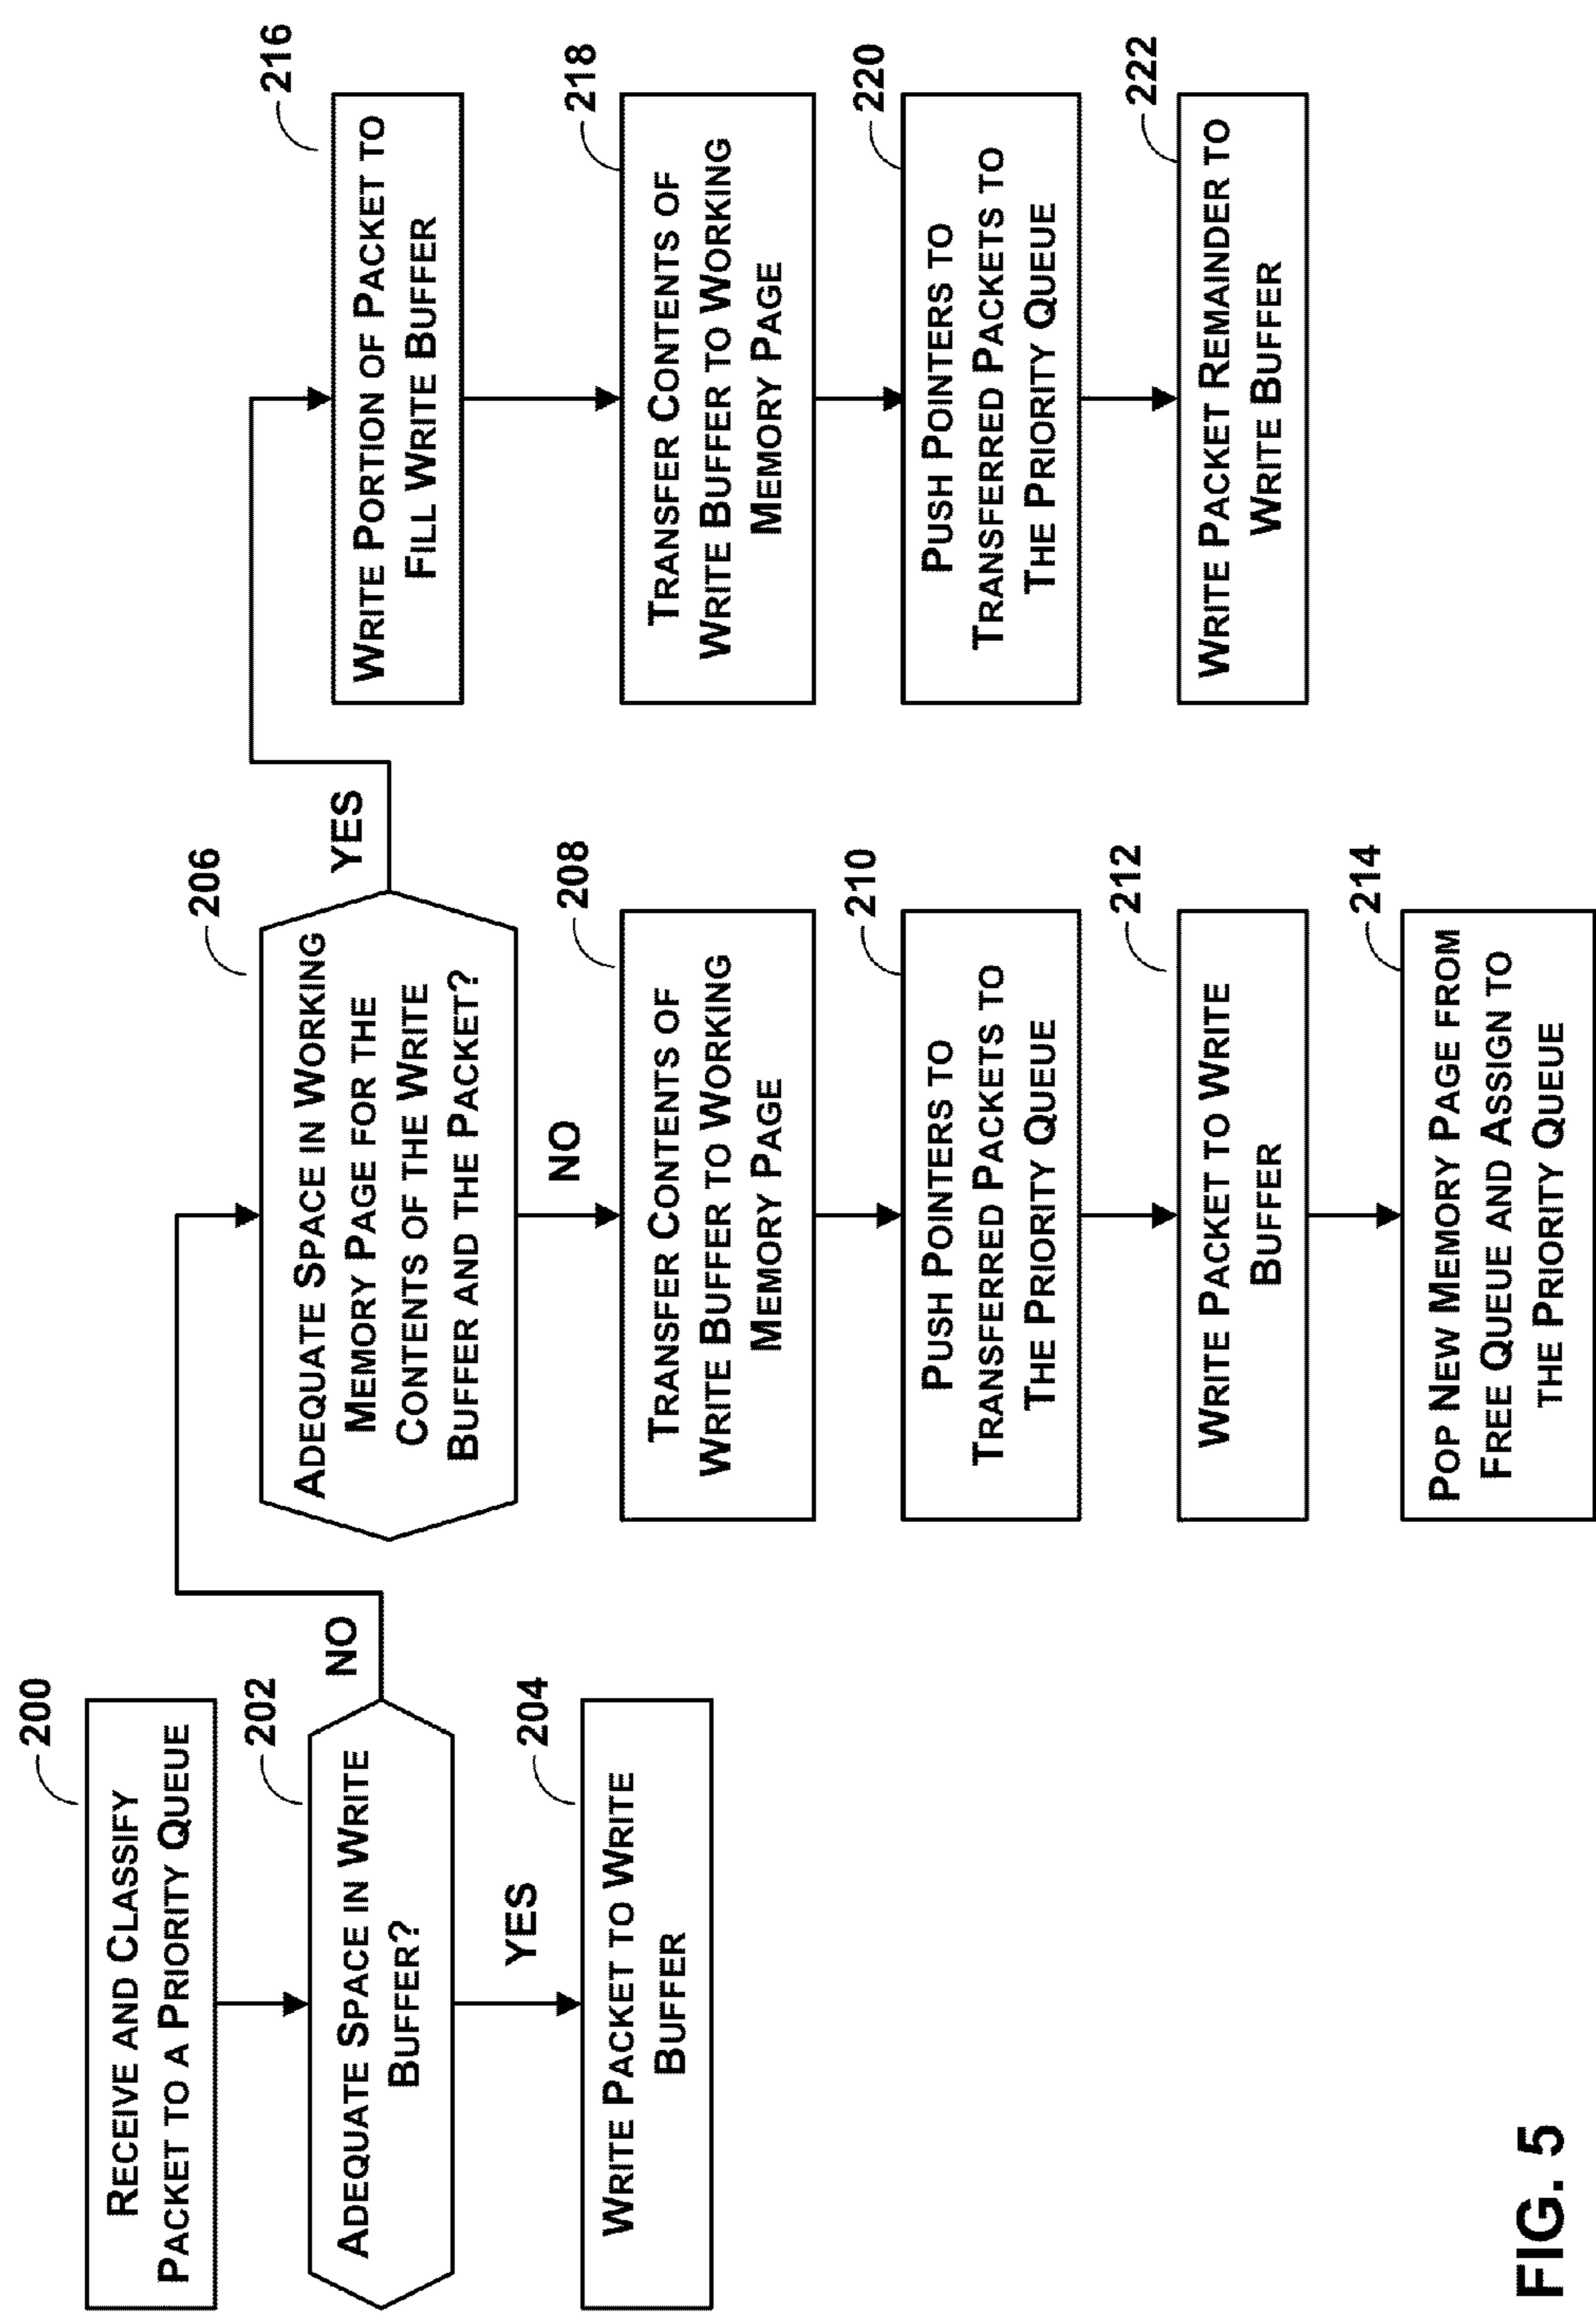 200
RECEIVE AND CLASSIFY
PACKET TO A PRIORITY QUEUE
202
ADEQUATE SPACE IN WRITE
BUFFER?
NO
YES
204
WRITE PACKET TO WRITE
BUFFER
206
ADEQUATE SPACE IN WORKING
MEMORY PAGE FOR THE
CONTENTS OF THE WRITE
BUFFER AND THE PACKET?
YES
NO
208
TRANSFER CONTENTS OF
WRITE BUFFER TO WORKING
MEMORY PAGE
210
PUSH POINTERS TO
TRANSFERRED PACKETS TO
THE PRIORITY QUEUE
212
WRITE PACKET TO WRITE
BUFFER
214
POP NEW MEMORY PAGE FROM
FREE QUEUE AND ASSIGN TO
THE PRIORITY QUEUE
216
WRITE PORTION OF PACKET TO
FILL WRITE BUFFER
218
TRANSFER CONTENTS OF
WRITE BUFFER TO WORKING
MEMORY PAGE
220
PUSH POINTERS TO
TRANSFERRED PACKETS TO
THE PRIORITY QUEUE
222
WRITE PACKET REMAINDER TO
WRITE BUFFER
FIG. 5